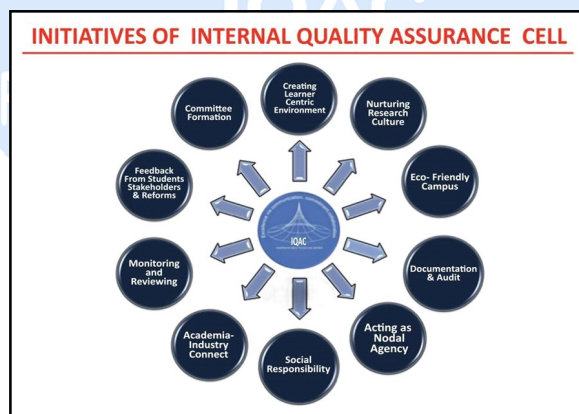 INITIATIVES OF INTERNAL QUALITY ASSURANCE CELL
Creating
Learner
Centric
Environment
Nurturing
Research
Culture
Eco- Friendly
Campus
Documentation
& Audit
Acting as
Nodal
Agency
Social
Responsibility
Academia-
Industry
Connect
Monitoring
and
Reviewing
Feedback
From Students
Stakeholders
& Reforms
Committee
Formation
IQAC